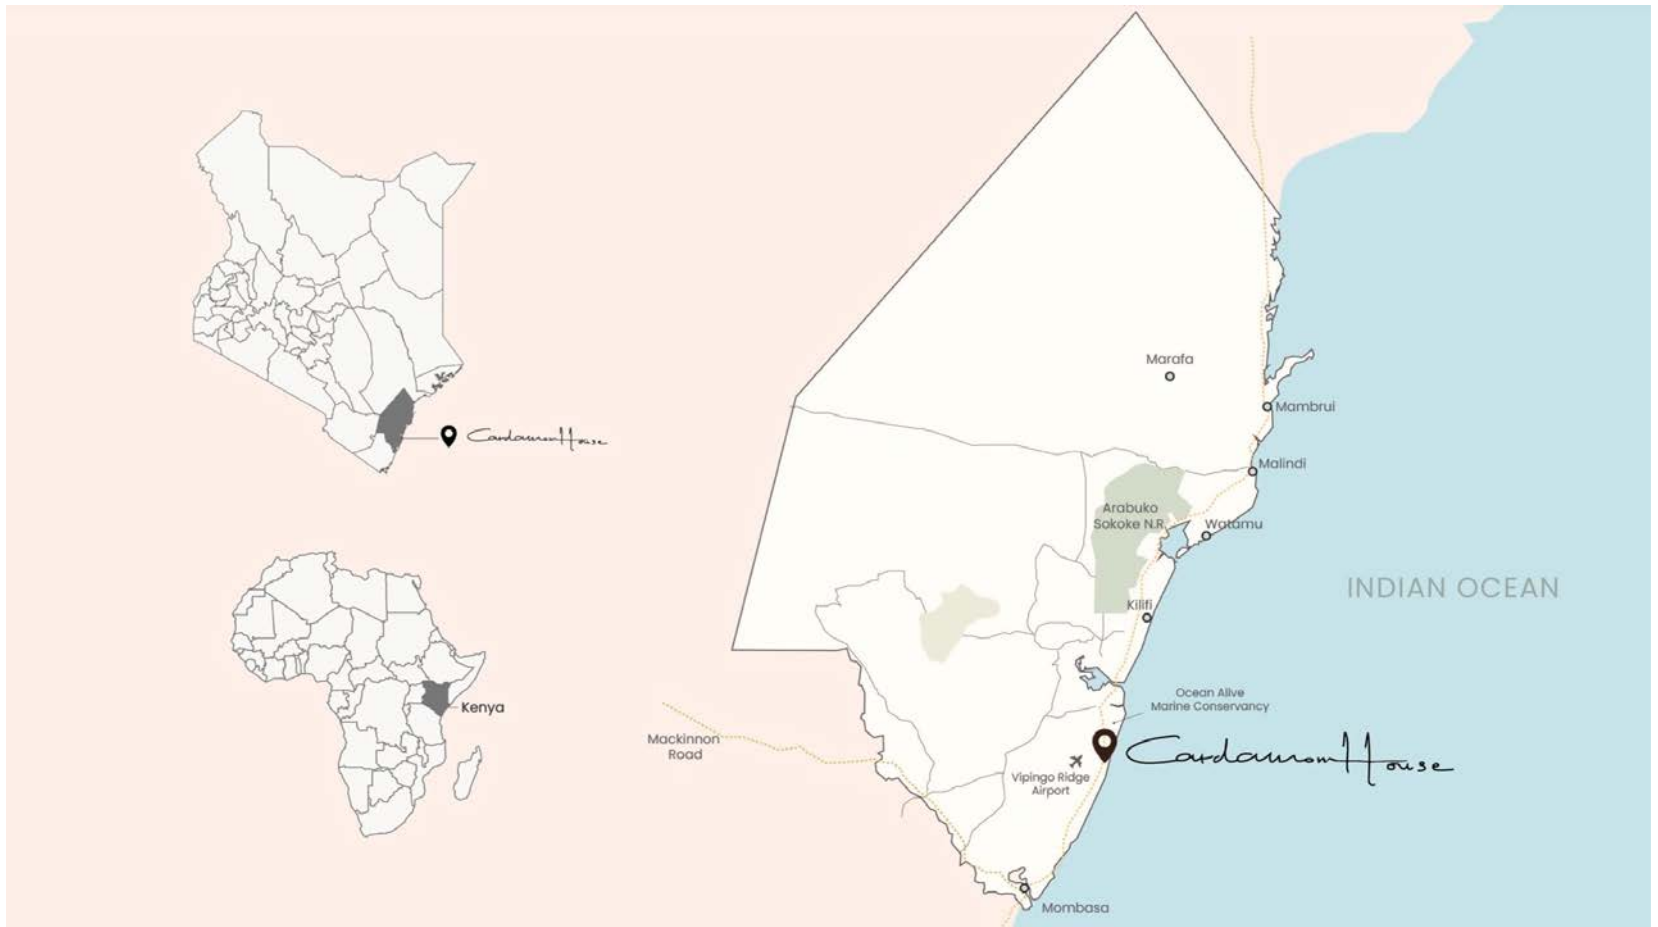 Cardamom House
Kenya
Marafa
Mambrui
Malindi
Arabuko
Sokoke N.R.
Watamu
INDIAN OCEAN
Kilifi
Ocean Alive
Marine Conservancy
Mackinnon
Road
Cardamom House
Vipingo Ridge
Airport
Mombasa